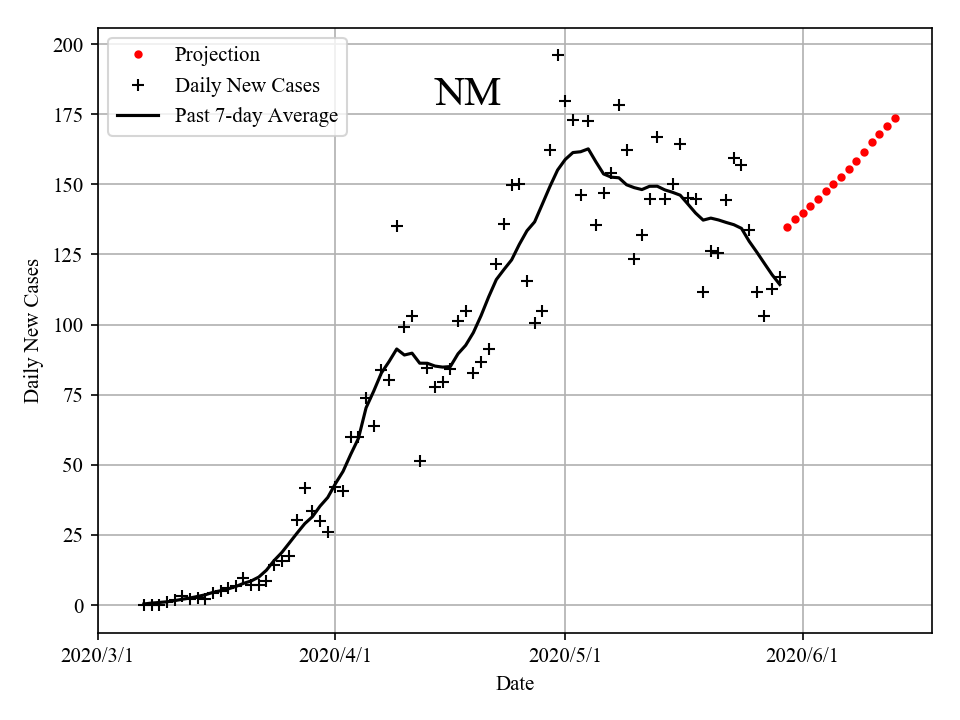 NM
Projection
Daily New Cases
Past 7-day Average
200
175
150
125
100
75
50
25
0
Daily New Cases
2020/3/1
2020/4/1
2020/5/1
2020/6/1
Date